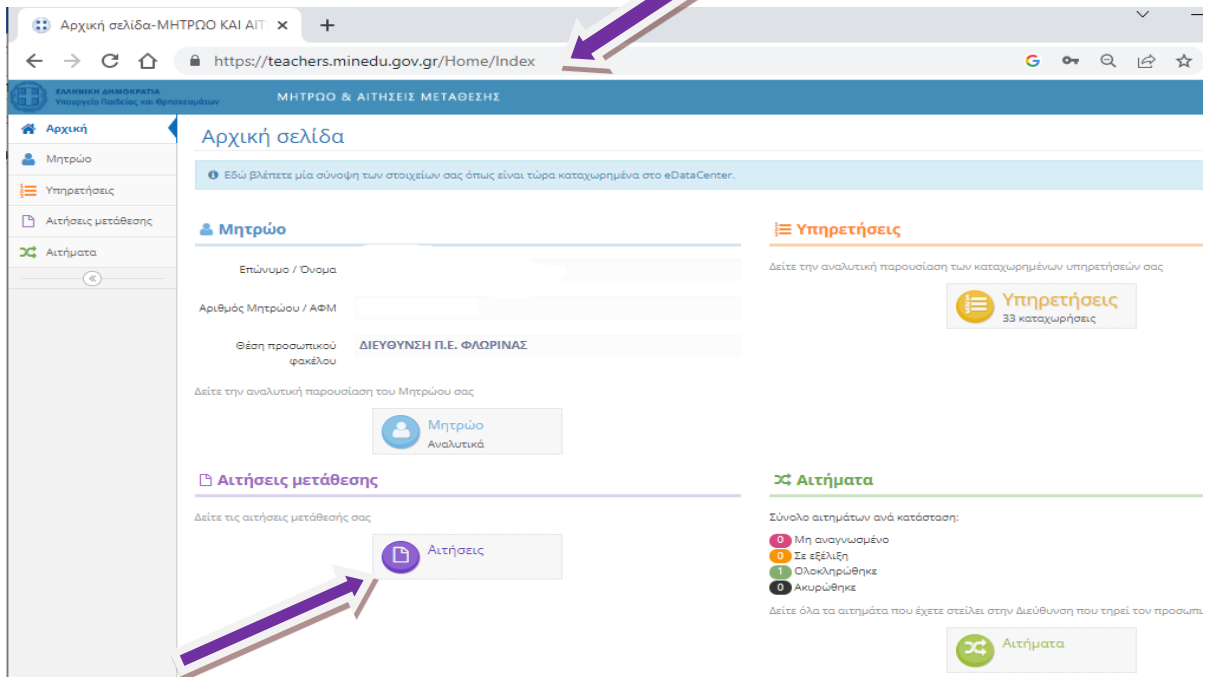 Αρχική σελίδα-ΜΗΤΡΩΟ ΚΑΙ ΑΙΤ
https://teachers.minedu.gov.gr/Home/Index
ΕΛΛΗΝΙΚΗ ΔΗΜΟΚΡΑΤΙΑ
Υπουργείο Παιδείας και Θρησκευμάτων
ΜΗΤΡΩΟ & ΑΙΤΗΣΕΙΣ ΜΕΤΑΘΕΣΗΣ
Αρχική
Μητρώο
Υπηρετήσεις
Αιτήσεις μετάθεσης
Αιτήματα
Αρχική σελίδα
Εδώ βλέπετε μία σύνοψη των στοιχείων σας όπως είναι τώρα καταχωρημένα στο eDataCenter.
Μητρώο
Επώνυμο / Όνομα
Αριθμός Μητρώου / ΑΦΜ
Θέση προσωπικού
φακέλου
ΔΙΕΥΘΥΝΣΗ Π.Ε. ΦΛΩΡΙΝΑΣ
Δείτε την αναλυτική παρουσίαση του Μητρώου σας
Μητρώο
Αναλυτικά
Υπηρετήσεις
Δείτε την αναλυτική παρουσίαση των καταχωρημένων υπηρετήσεών σας
Υπηρετήσεις
33 καταχωρήσεις
Αιτήσεις μετάθεσης
Δείτε τις αιτήσεις μετάθεσής σας
Αιτήσεις
Αιτήματα
Σύνολο αιτημάτων ανά κατάσταση:
0 Μη αναγνωσμένο
0 Σε εξέλιξη
1 Ολοκληρώθηκε
0 Ακυρώθηκε
Δείτε όλα τα αιτημάτα που έχετε στείλει στην Διεύθυνση που τηρεί τον προσωπι
Αιτήματα